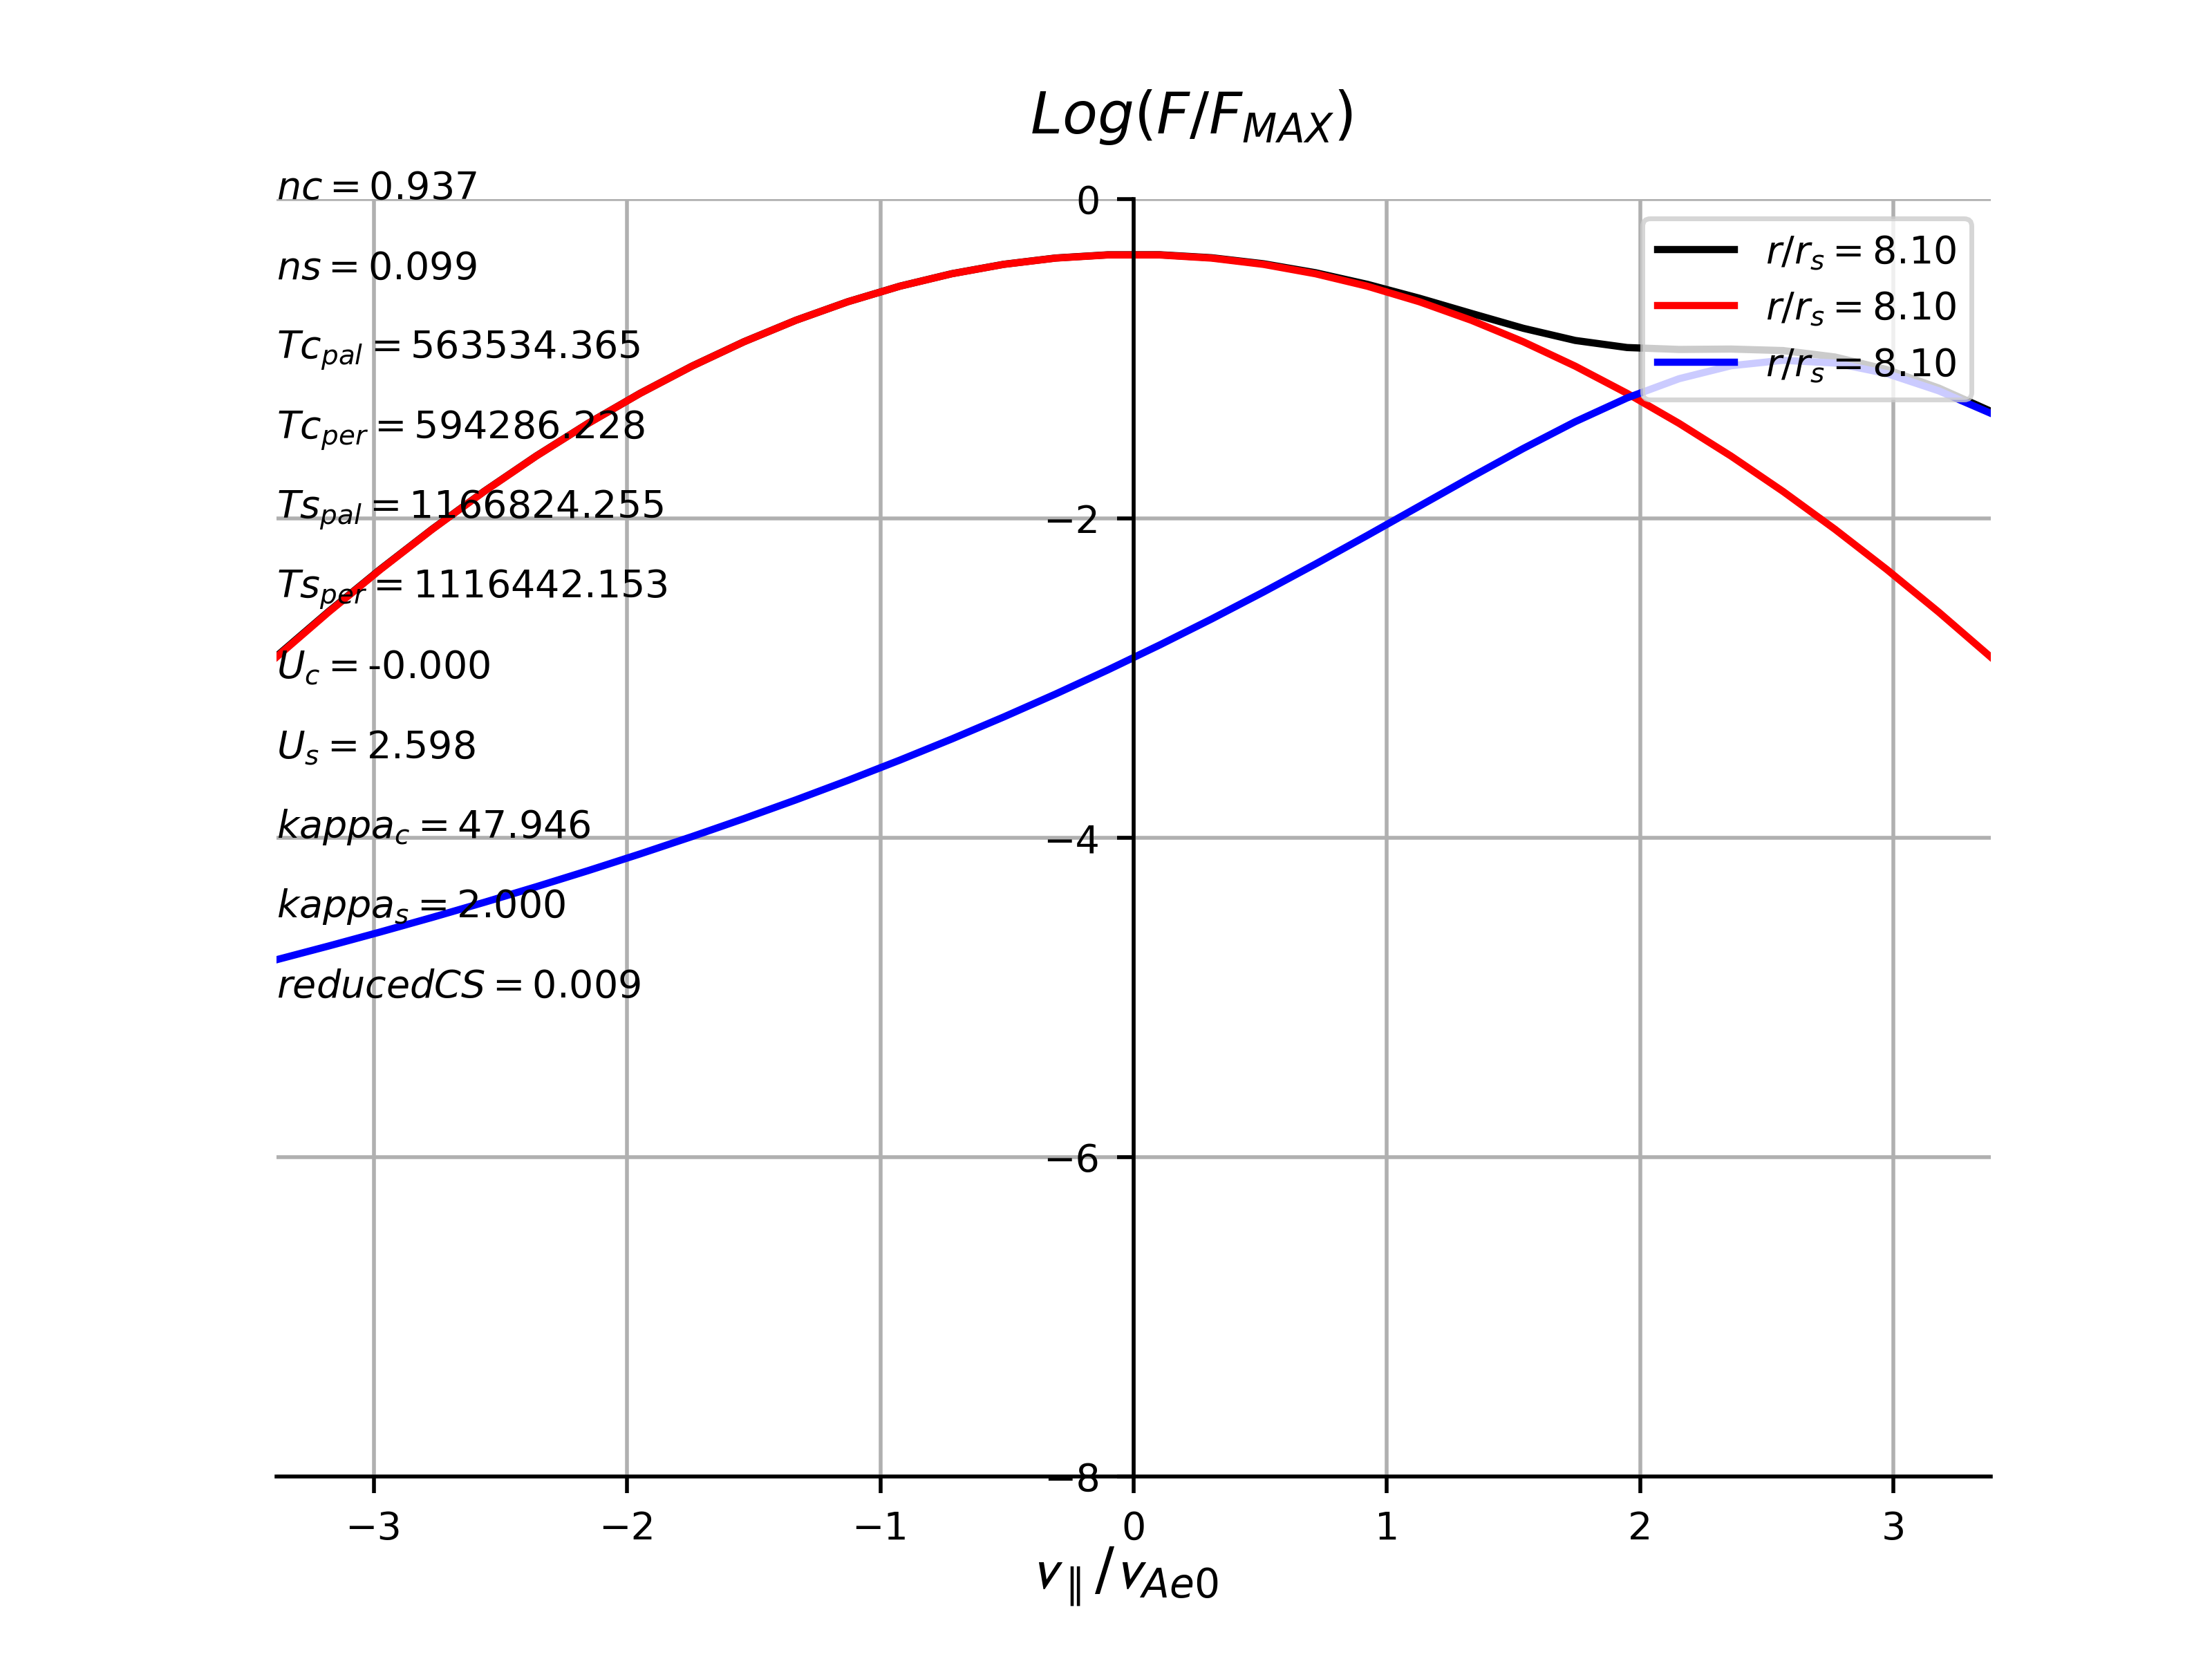 Log(F/F_MAX)
nc = 0.937
ns = 0.099
Tc_pal = 563534.365
Tc_per = 594286.228
Ts_pal = 1166824.255
Ts_per = 1116442.153
U_c = -0.000
U_s = 2.598
kappa_c = 47.946
kappa_s = 2.000
reducedCS = 0.009
r/r_s = 8.10
r/r_s = 8.10
r/r_s = 8.10
0
−2
−4
−6
−8
−3 −2 −1 0 1 2 3
v_∥/v_Ae0